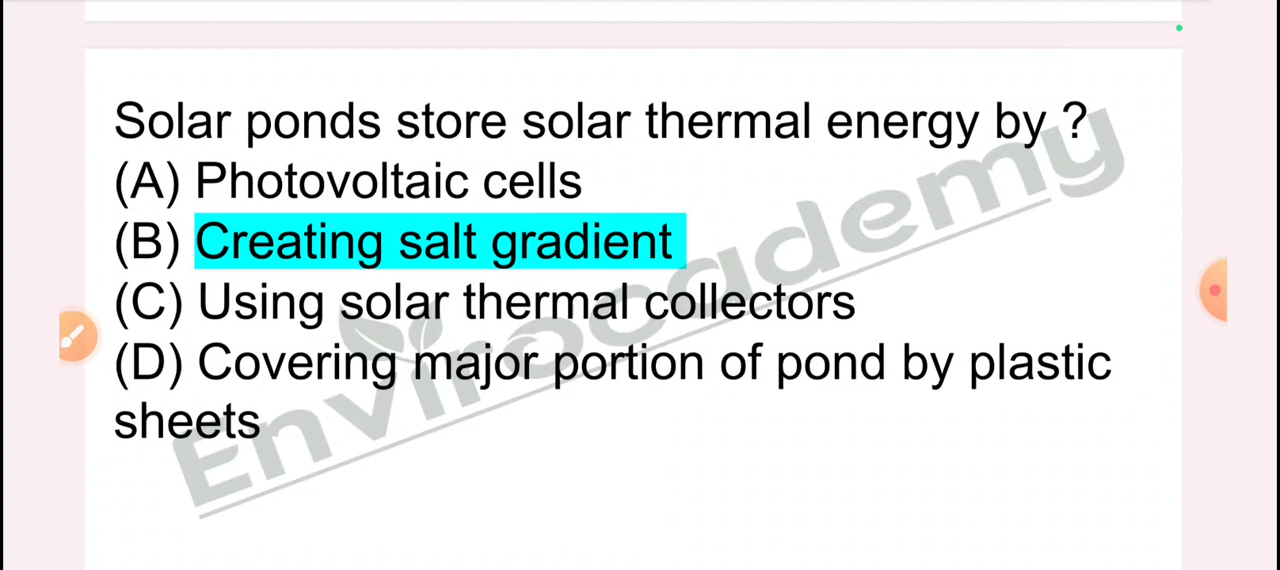 Solar ponds store solar thermal energy by ?
(A) Photovoltaic cells
(B) Creating salt gradient
(C) Using solar thermal collectors
(D) Covering major portion of pond by plastic
sheets
Envirocademy